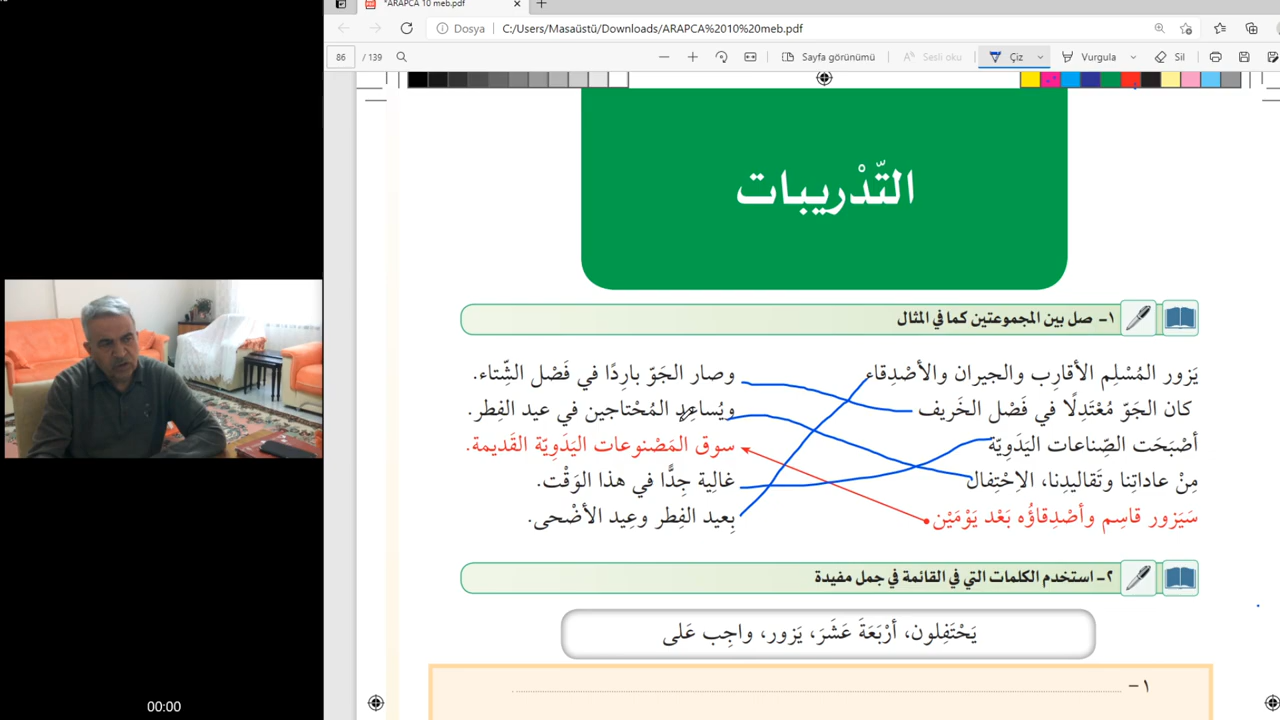 *ARAPCA 10 meb.pdf
Dosya C:/Users/Masaüstü/Downloads/ARAPCA%2010%20meb.pdf
86 / 139 Sayfa görünümü Sesli oku Çiz Vurgula Sil
التّدْريبات
١- صل بين المجموعتين كما في المثال
يَزور المُسْلِم الأقارِب والجيران والأصْدِقاء
وصار الجَوّ بارِدًا في فَصْل الشِّتاء.
كان الجَوّ مُعْتَدِلًا في فَصْل الخَريف
ويُساعِد المُحْتاجين في عيد الفِطر.
أصْبَحَت الصِّناعات اليَدَوِيّة
سوق المَصْنوعات اليَدَوِيّة القَديمة.
مِنْ عاداتِنا وتَقاليدِنا، الاِحْتِفال
غالِية جِدًّا في هذا الوَقْت.
سَيَزور قاسِم وأصْدِقاؤُه بَعْد يَوْمَيْن
بِعيد الفِطر وعِيد الأضْحى.
٢- استخدم الكلمات التي في القائمة في جمل مفيدة
يَحْتَفِلون، أرْبَعَةَ عَشَرَ، يَزور، واجِب عَلى
١-
00:00